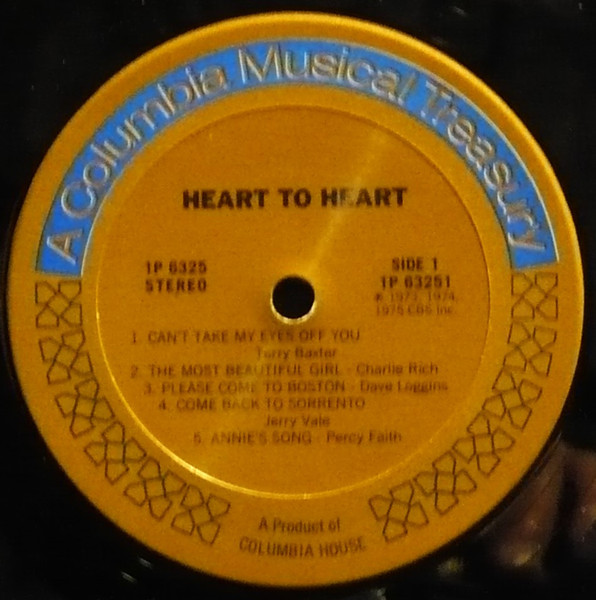 A Columbia Musical Treasury
HEART TO HEART
1P 6325
STEREO
SIDE 1
TP 63251
℗ 1973, 1974,
1975 CBS Inc.
1. CAN'T TAKE MY EYES OFF YOU
Terry Baxter
2. THE MOST BEAUTIFUL GIRL - Charlie Rich
3. PLEASE COME TO BOSTON - Dave Loggins
4. COME BACK TO SORRENTO
Jerry Vale
5. ANNIE'S SONG - Percy Faith
A Product of
COLUMBIA HOUSE